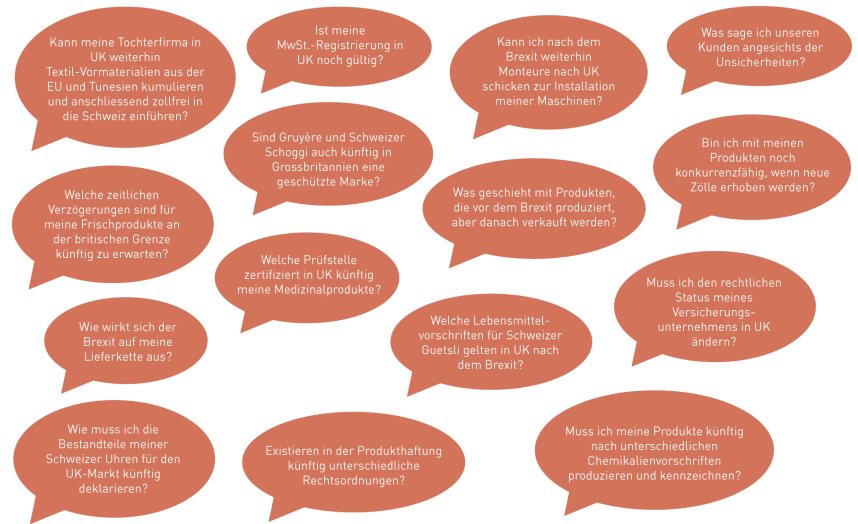 Kann meine Tochterfirma in
UK weiterhin
Textil-Vormaterialien aus der
EU und Tunesien kumulieren
und anschliessend zollfrei in
die Schweiz einführen?
Ist meine
MwSt.-Registrierung in
UK noch gültig?
Kann ich nach dem
Brexit weiterhin
Monteure nach UK
schicken zur Installation
meiner Maschinen?
Was sage ich unseren
Kunden angesichts der
Unsicherheiten?
Sind Gruyère und Schweizer
Schoggi auch künftig in
Grossbritannien eine
geschützte Marke?
Bin ich mit meinen
Produkten noch
konkurrenzfähig, wenn neue
Zölle erhoben werden?
Welche zeitlichen
Verzögerungen sind für
meine Frischprodukte an
der britischen Grenze
künftig zu erwarten?
Was geschieht mit Produkten,
die vor dem Brexit produziert,
aber danach verkauft werden?
Welche Prüfstelle
zertifiziert in UK künftig
meine Medizinalprodukte?
Muss ich den rechtlichen
Status meines
Versicherungs-
unternehmens in UK
ändern?
Wie wirkt sich der
Brexit auf meine
Lieferkette aus?
Welche Lebensmittel-
vorschriften für Schweizer
Guetsli gelten in UK nach
dem Brexit?
Wie muss ich die
Bestandteile meiner
Schweizer Uhren für den
UK-Markt künftig
deklarieren?
Existieren in der Produkthaftung
künftig unterschiedliche
Rechtsordnungen?
Muss ich meine Produkte künftig
nach unterschiedlichen
Chemikalienvorschriften
produzieren und kennzeichnen?